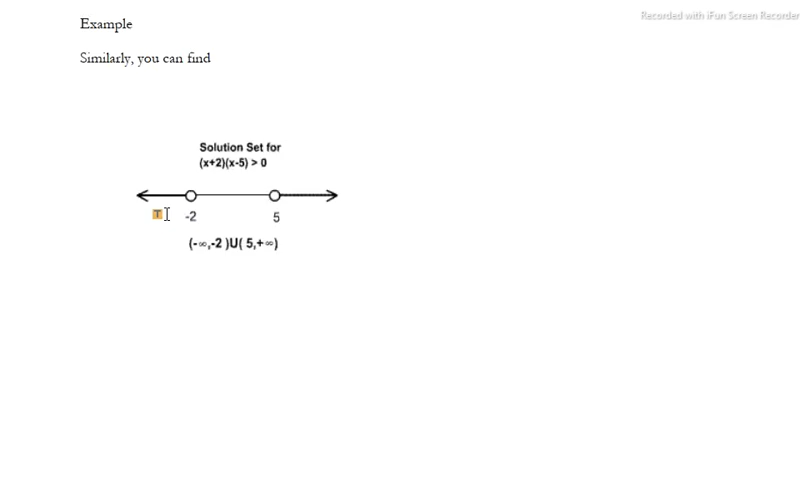 Recorded with iFun Screen Recorder
Example
Similarly, you can find
Solution Set for
(x+2)(x-5) > 0
T
-2 5
(-∞,-2 )U( 5,+∞)